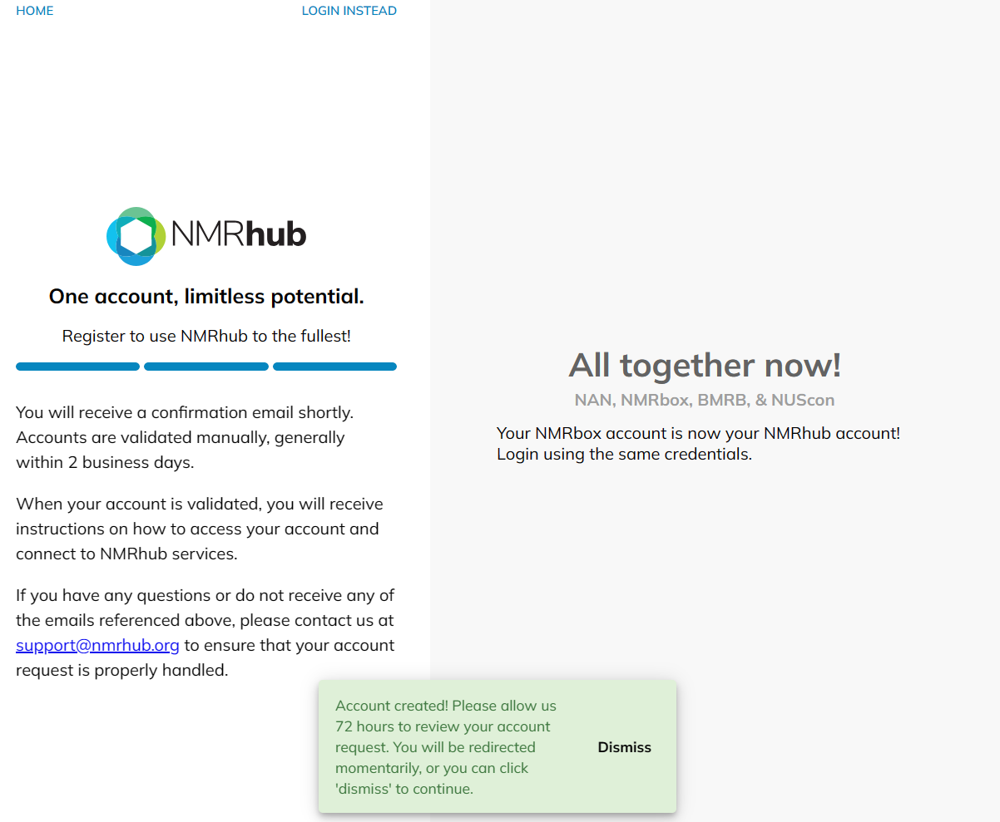 HOME
LOGIN INSTEAD
NMRhub
One account, limitless potential.
Register to use NMRhub to the fullest!
You will receive a confirmation email shortly.
Accounts are validated manually, generally
within 2 business days.
When your account is validated, you will receive
instructions on how to access your account and
connect to NMRhub services.
If you have any questions or do not receive any of
the emails referenced above, please contact us at
support@nmrhub.org to ensure that your account
request is properly handled.
All together now!
NAN, NMRbox, BMRB, & NUScon
Your NMRbox account is now your NMRhub account!
Login using the same credentials.
Account created! Please allow us
72 hours to review your account
request. You will be redirected
momentarily, or you can click
'dismiss' to continue.
Dismiss